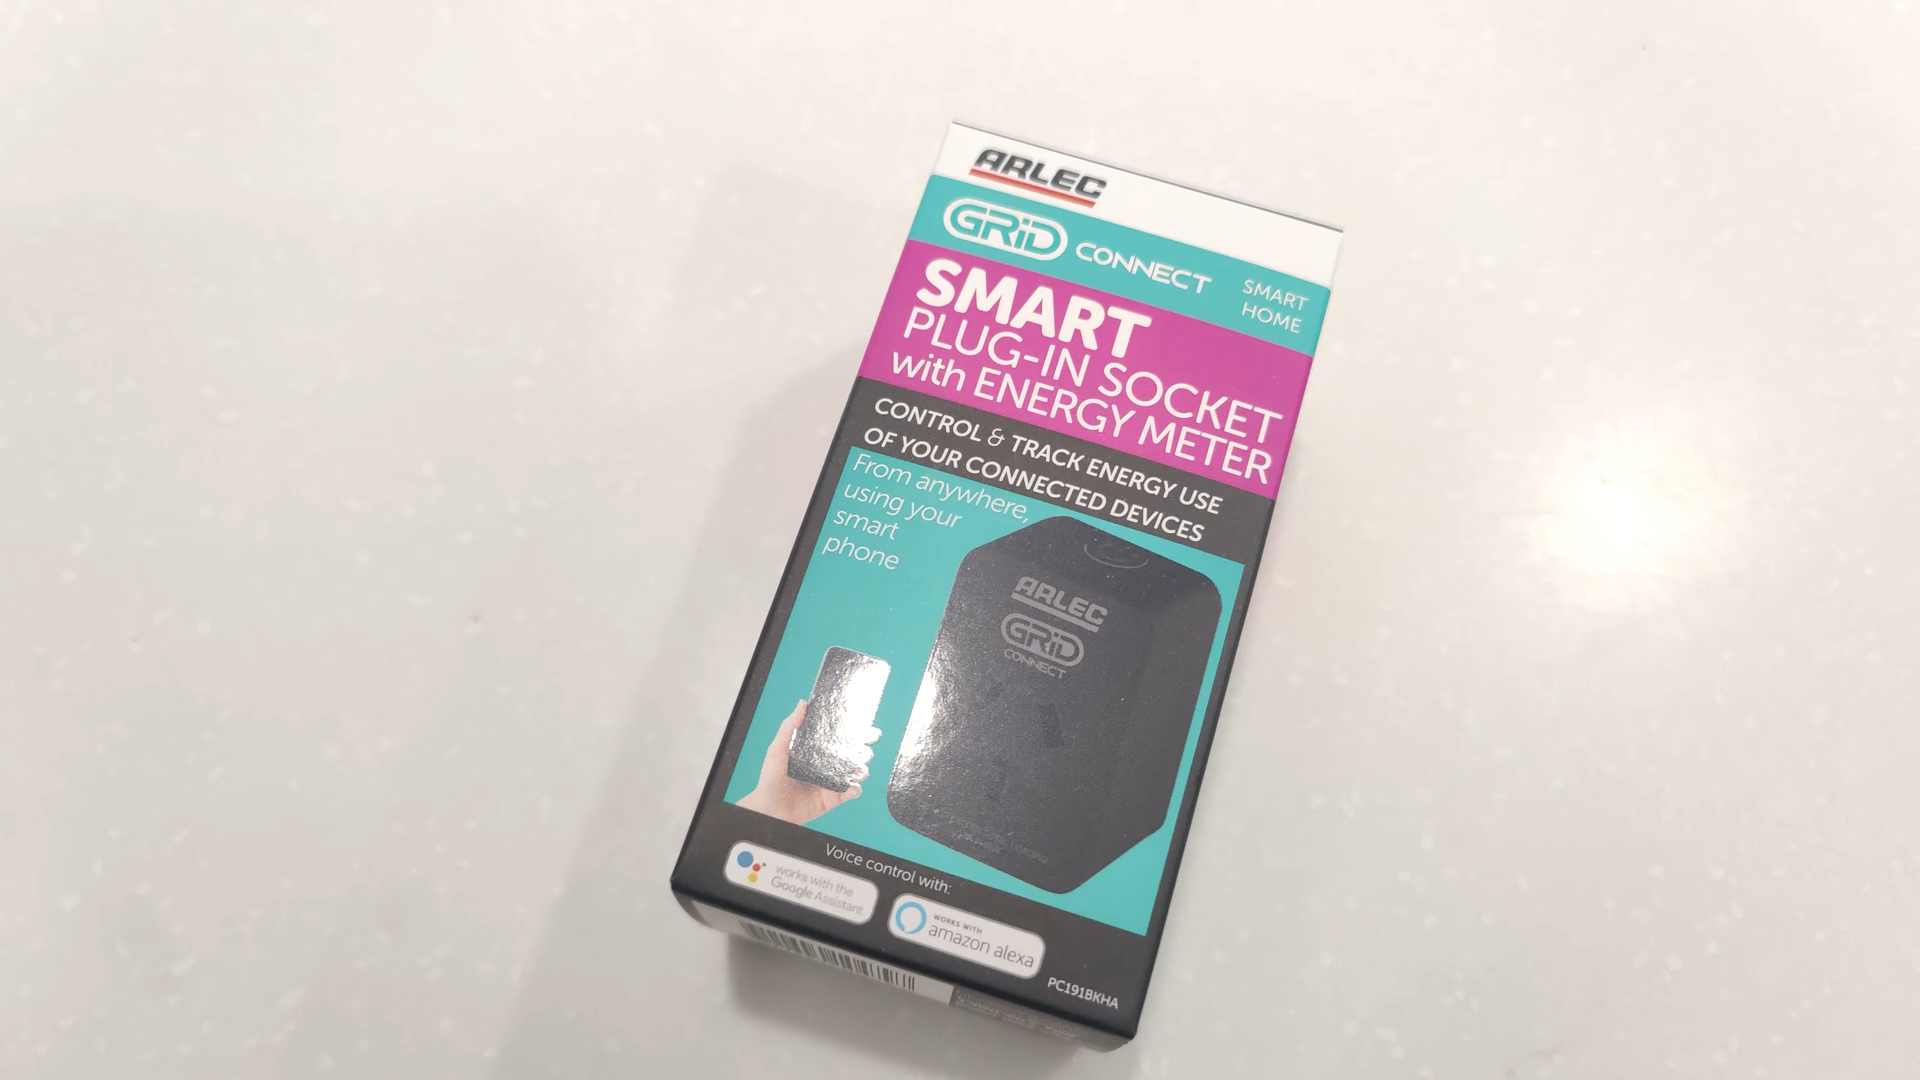 ARLEC
GRiD CONNECT
SMART
HOME
SMART
PLUG-IN SOCKET
with ENERGY METER
CONTROL & TRACK ENERGY USE
OF YOUR CONNECTED DEVICES
From anywhere,
using your
smart
phone
ARLEC
GRiD
CONNECT
Voice control with:
works with the
Google Assistant
WORKS WITH
amazon alexa
PC191BKHA